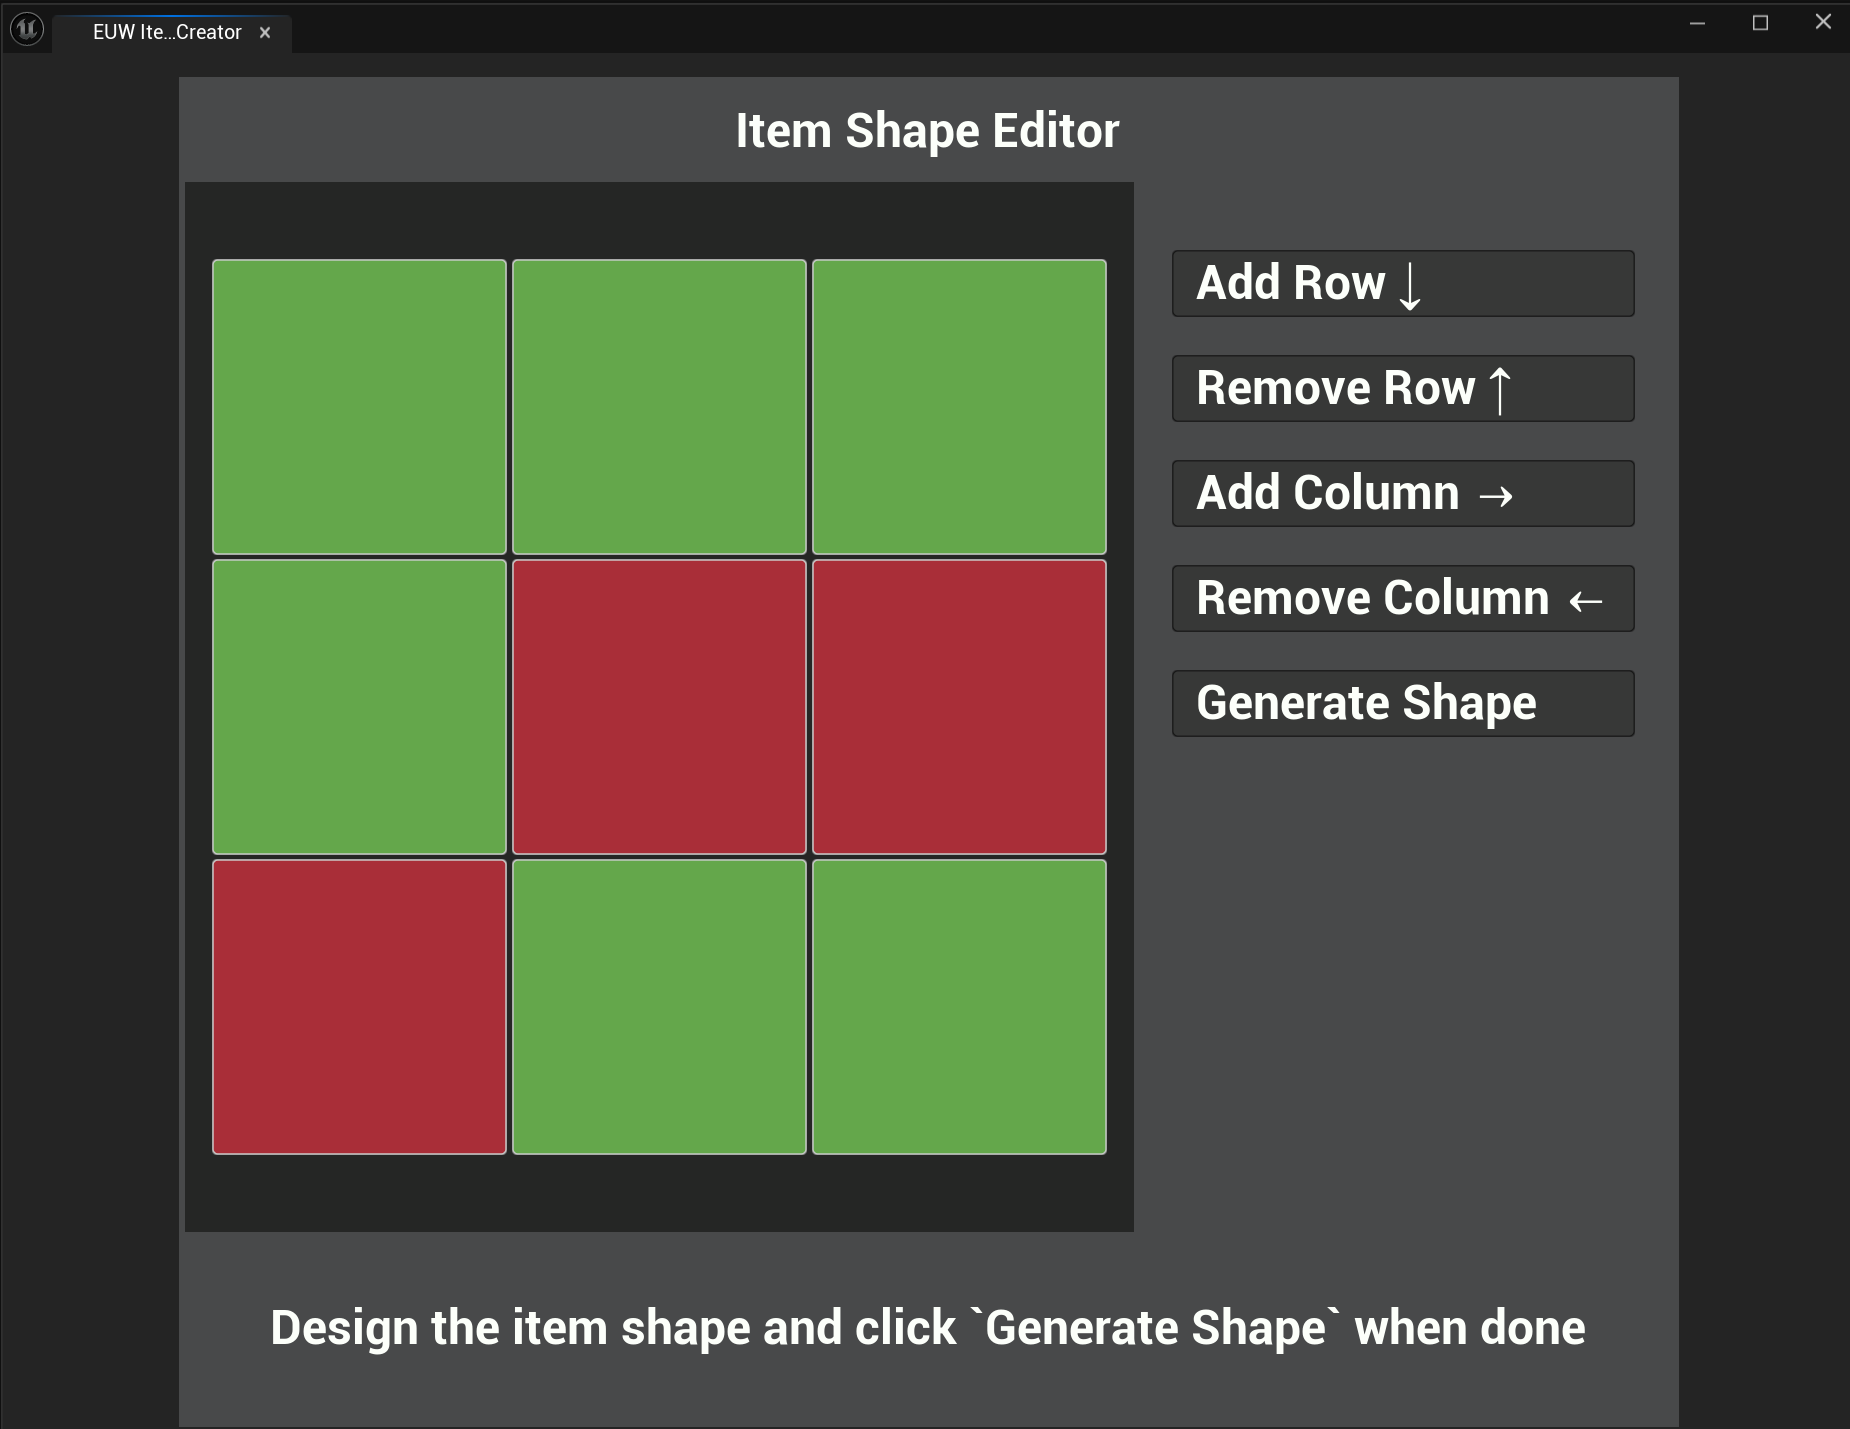 EUW Ite...Creator
Item Shape Editor
Add Row ↓
Remove Row ↑
Add Column →
Remove Column ←
Generate Shape
Design the item shape and click `Generate Shape` when done